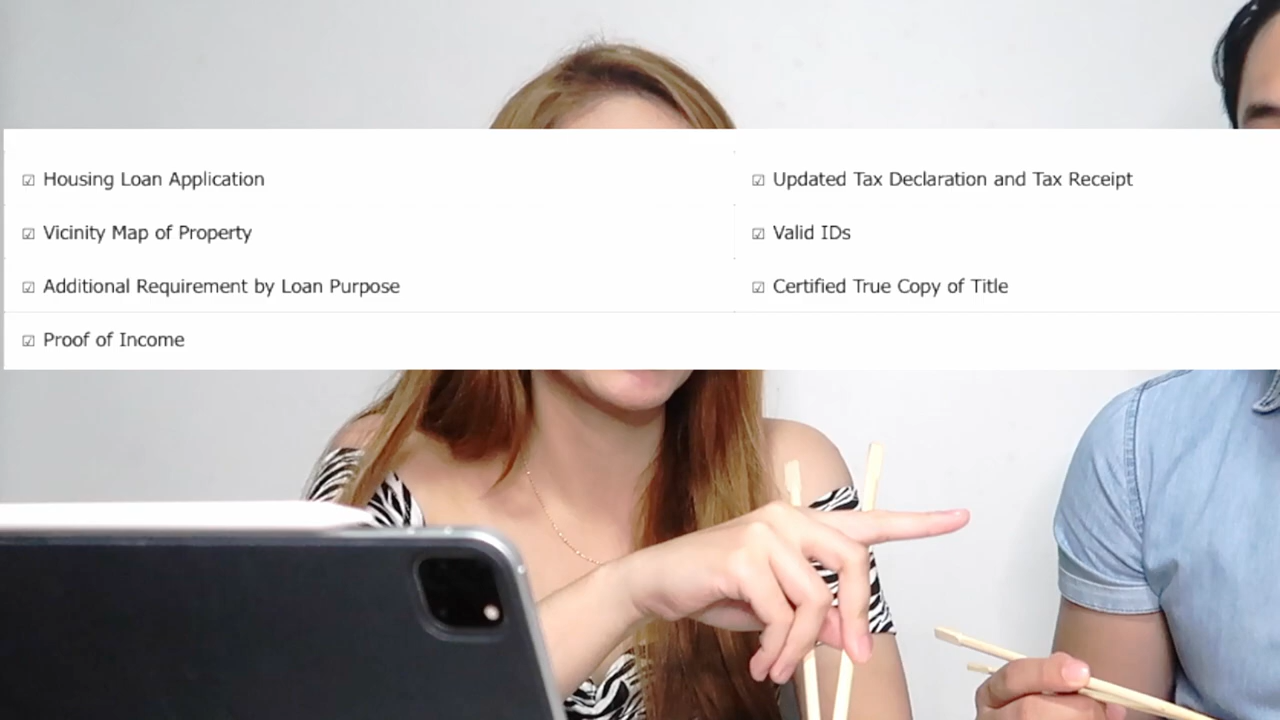 ☑ Housing Loan Application
☑ Updated Tax Declaration and Tax Receipt
☑ Vicinity Map of Property
☑ Valid IDs
☑ Additional Requirement by Loan Purpose
☑ Certified True Copy of Title
☑ Proof of Income